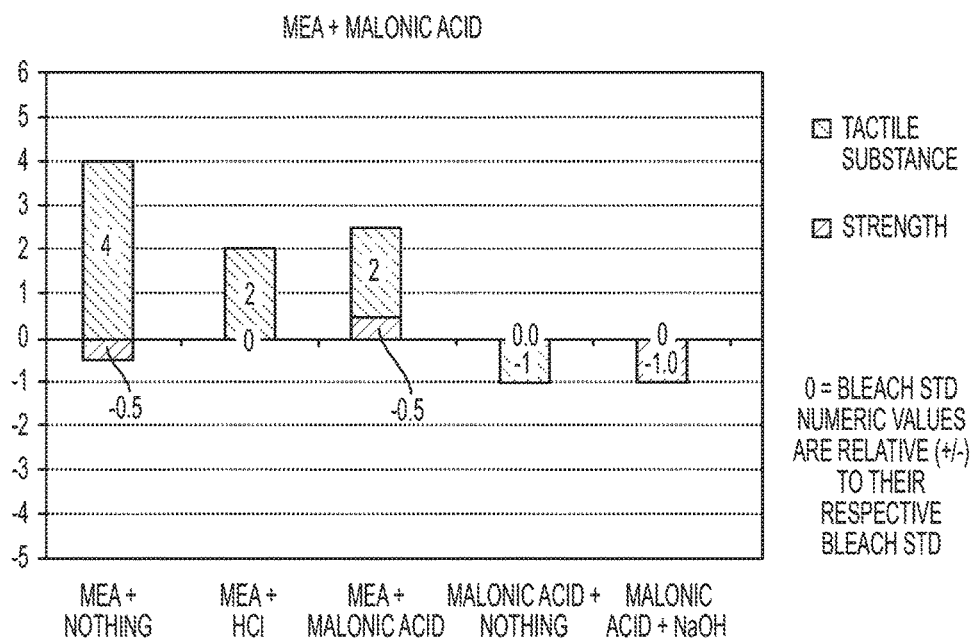 MEA + MALONIC ACID
6
5
4
3
2
1
0
-1
-2
-3
-4
-5
4
-0.5
2
0
2
-0.5
0.0
-1
0
-1.0
MEA +
NOTHING
MEA +
HCl
MEA +
MALONIC ACID
MALONIC ACID +
NOTHING
MALONIC
ACID + NaOH
TACTILE
SUBSTANCE
STRENGTH
0 = BLEACH STD
NUMERIC VALUES
ARE RELATIVE (+/-)
TO THEIR
RESPECTIVE
BLEACH STD